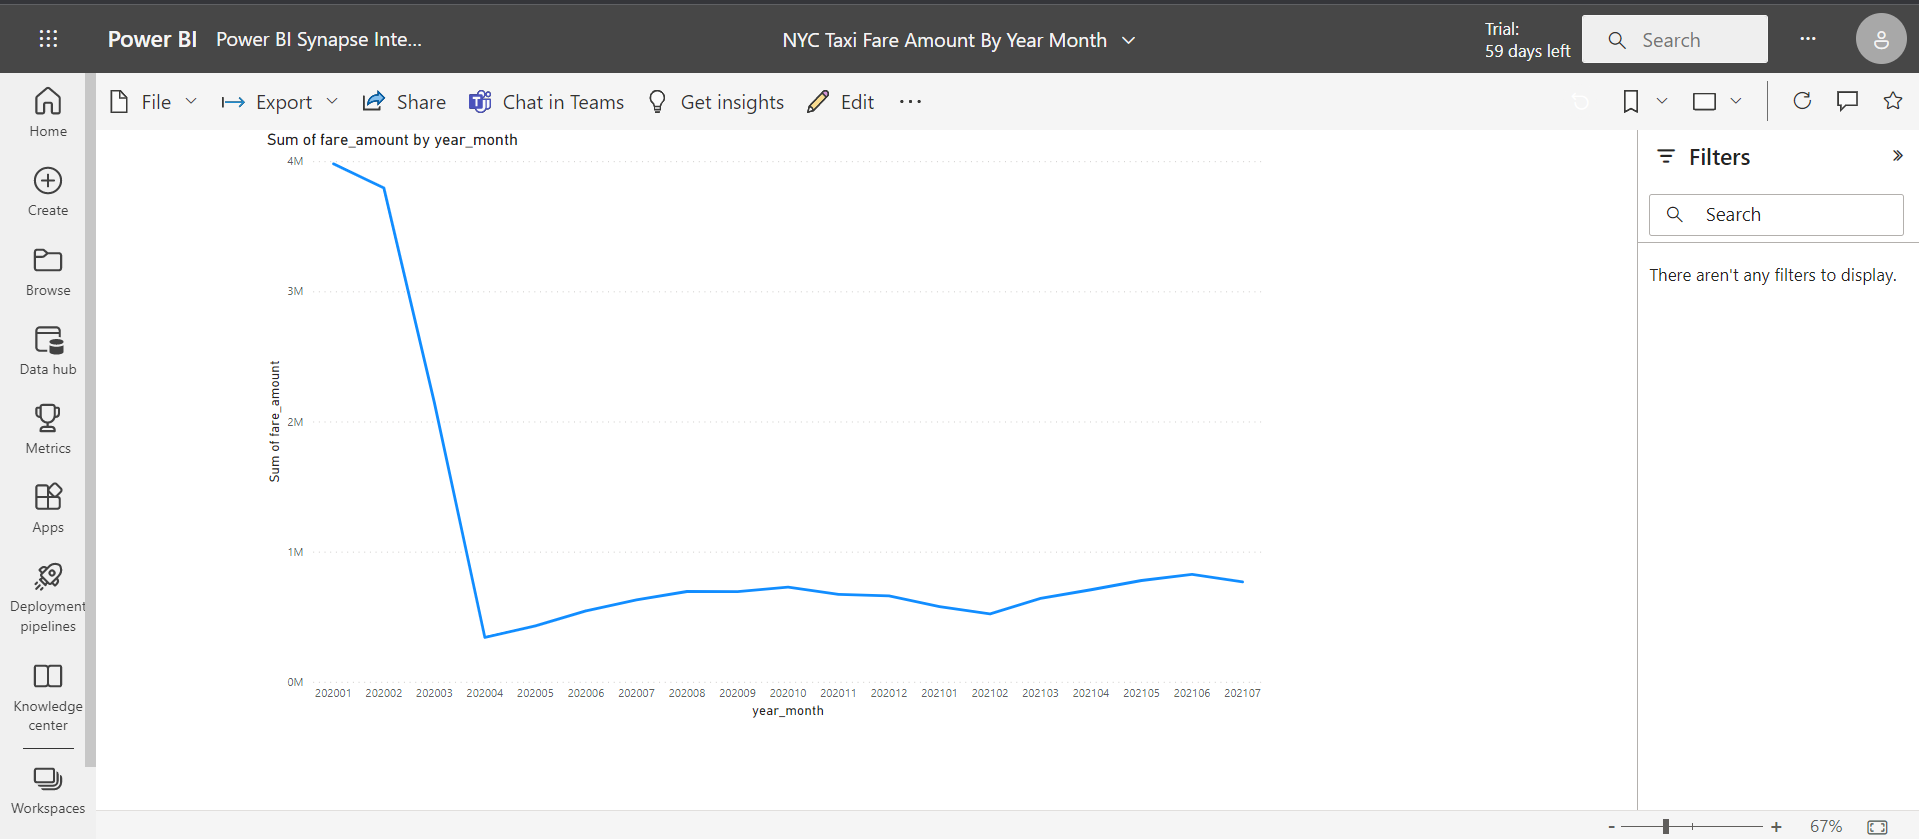 Power BI Power BI Synapse Inte...
NYC Taxi Fare Amount By Year Month
Trial:
59 days left
Search
File
Export
Share
Chat in Teams
Get insights
Edit
Home
Create
Browse
Data hub
Metrics
Apps
Deployment
pipelines
Knowledge
center
Workspaces
Sum of fare_amount by year_month
4M
3M
2M
1M
0M
Sum of fare_amount
202001 202002 202003 202004 202005 202006 202007 202008 202009 202010 202011 202012 202101 202102 202103 202104 202105 202106 202107
year_month
Filters
Search
There aren't any filters to display.
- + 67%